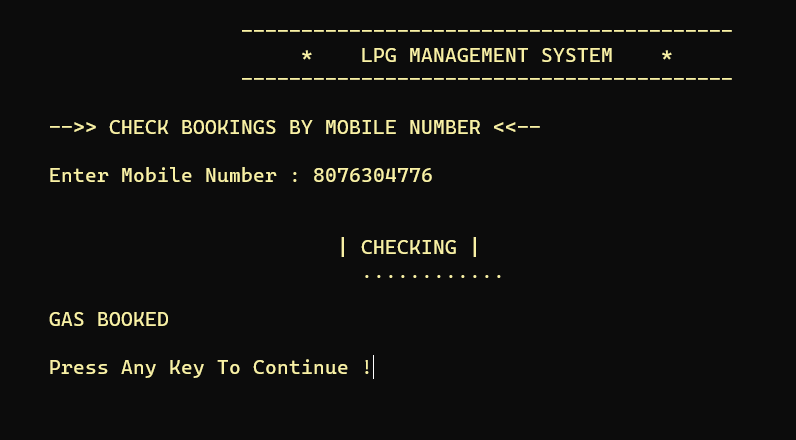 -----------------------------------------
*    LPG MANAGEMENT SYSTEM    *
-----------------------------------------
-->> CHECK BOOKINGS BY MOBILE NUMBER <<--
Enter Mobile Number : 8076304776
| CHECKING |
............
GAS BOOKED
Press Any Key To Continue !